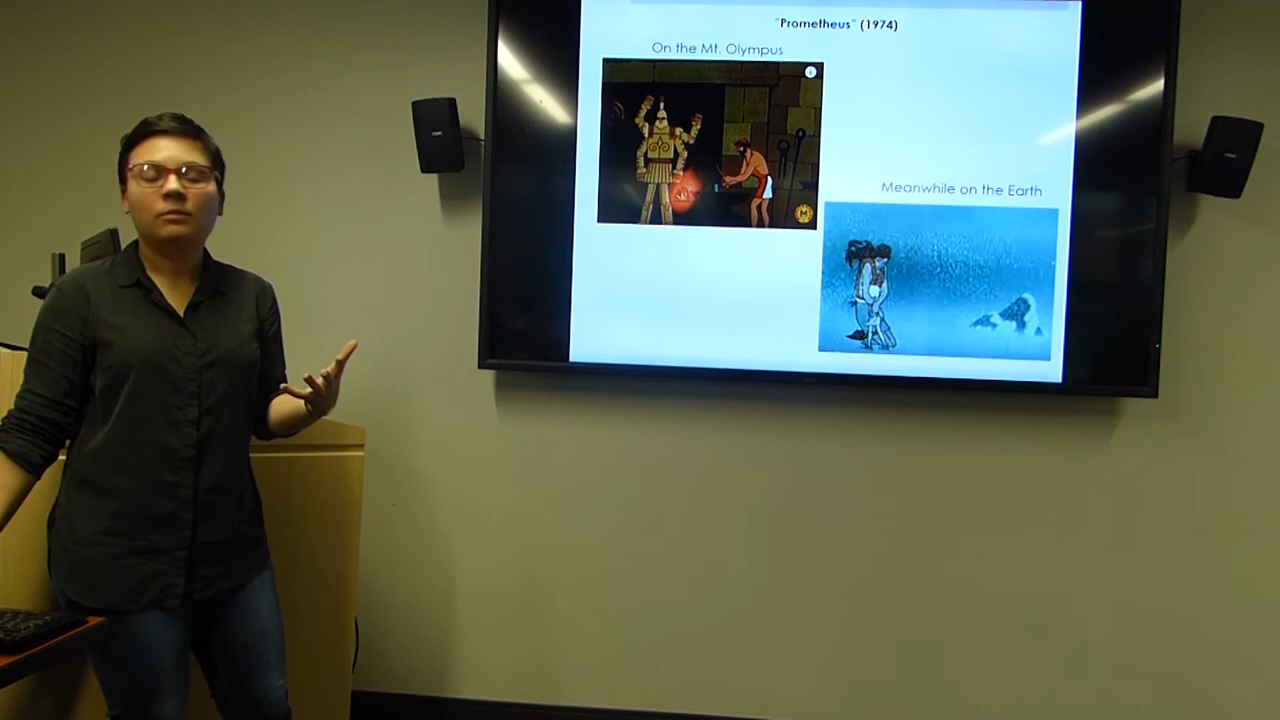 "Prometheus" (1974)
On the Mt. Olympus
Meanwhile on the Earth